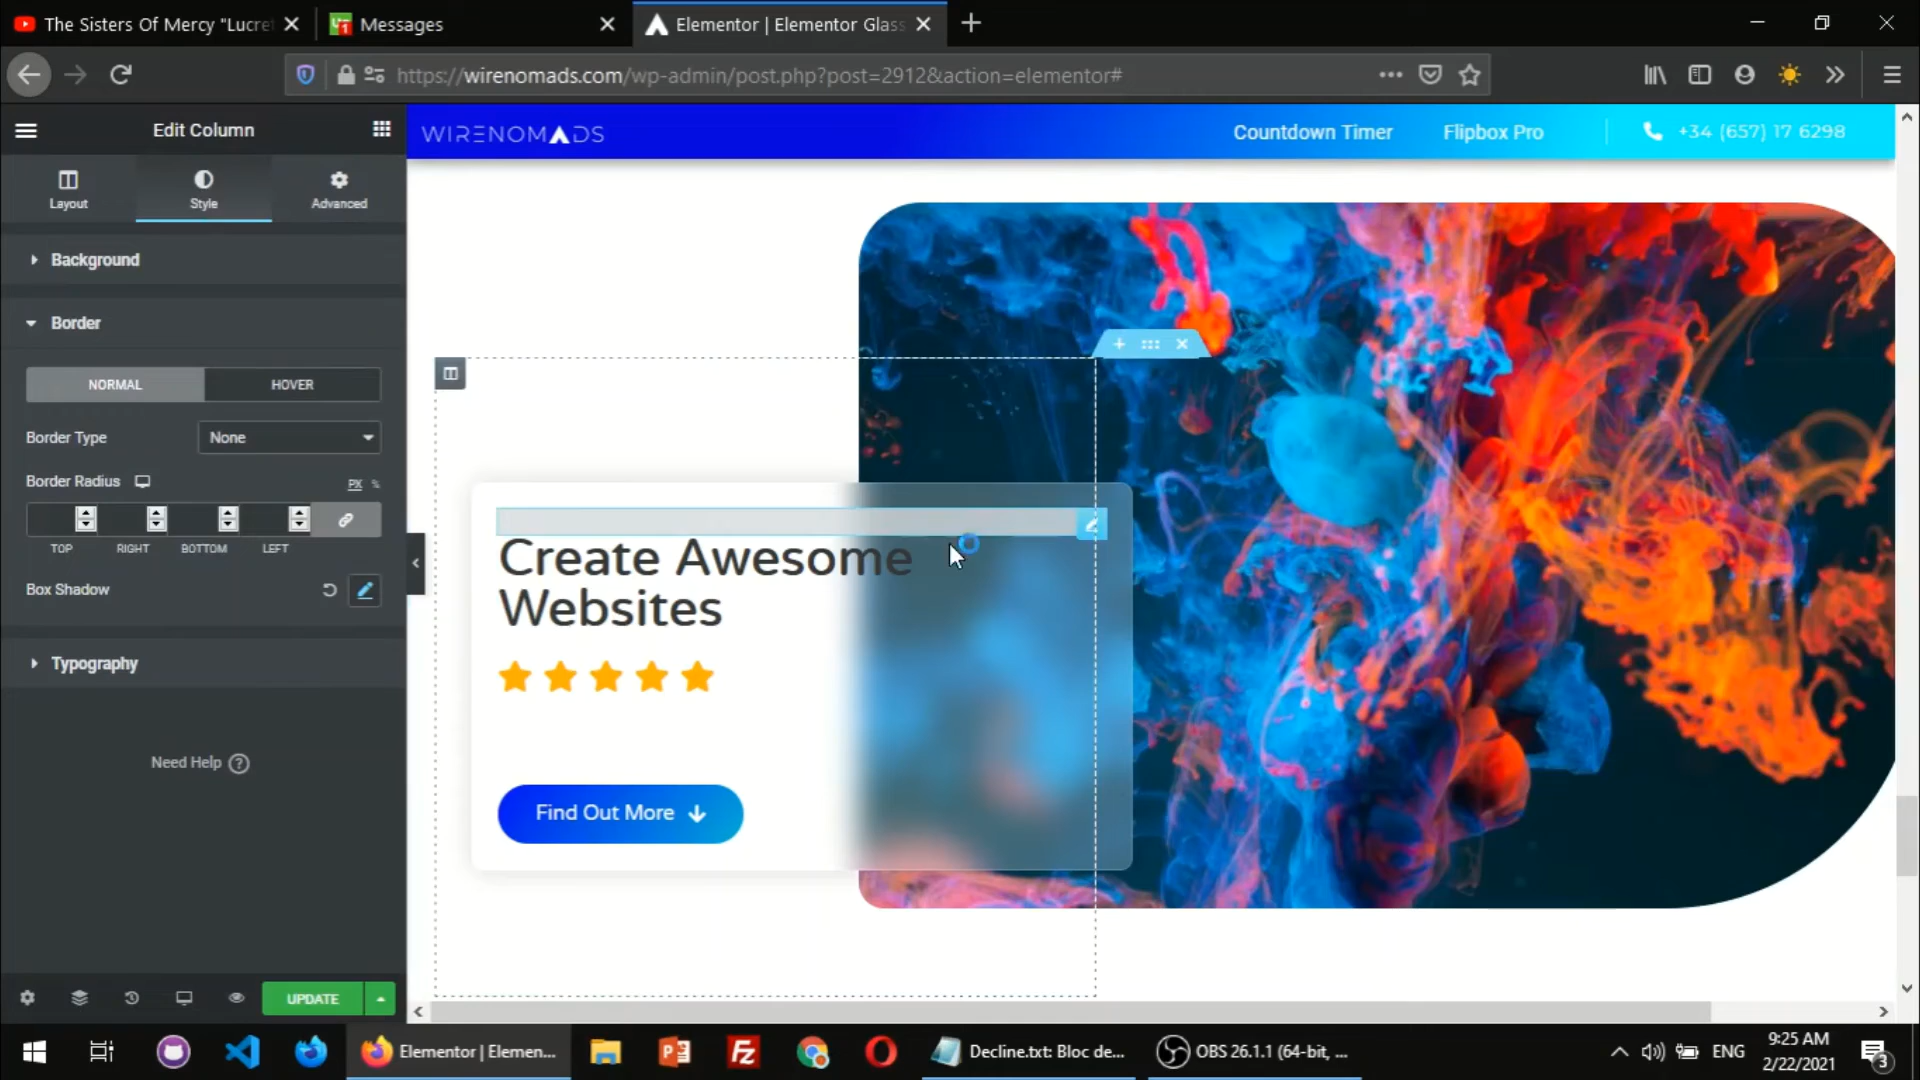 The Sisters Of Mercy "Lucre
Messages
Elementor | Elementor Glass
https://wirenomads.com/wp-admin/post.php?post=2912&action=elementor#
Edit Column
WIRENOMADS
Countdown Timer
Flipbox Pro
+34 (657) 17 6298
Layout
Style
Advanced
Background
Border
NORMAL
HOVER
Border Type
None
Border Radius
PX
%
TOP
RIGHT
BOTTOM
LEFT
Box Shadow
Typography
Need Help ?
Create Awesome
Websites
Find Out More
UPDATE
Elementor | Elemen...
Decline.txt: Bloc de...
OBS 26.1.1 (64-bit, ...
ENG
9:25 AM
2/22/2021
3